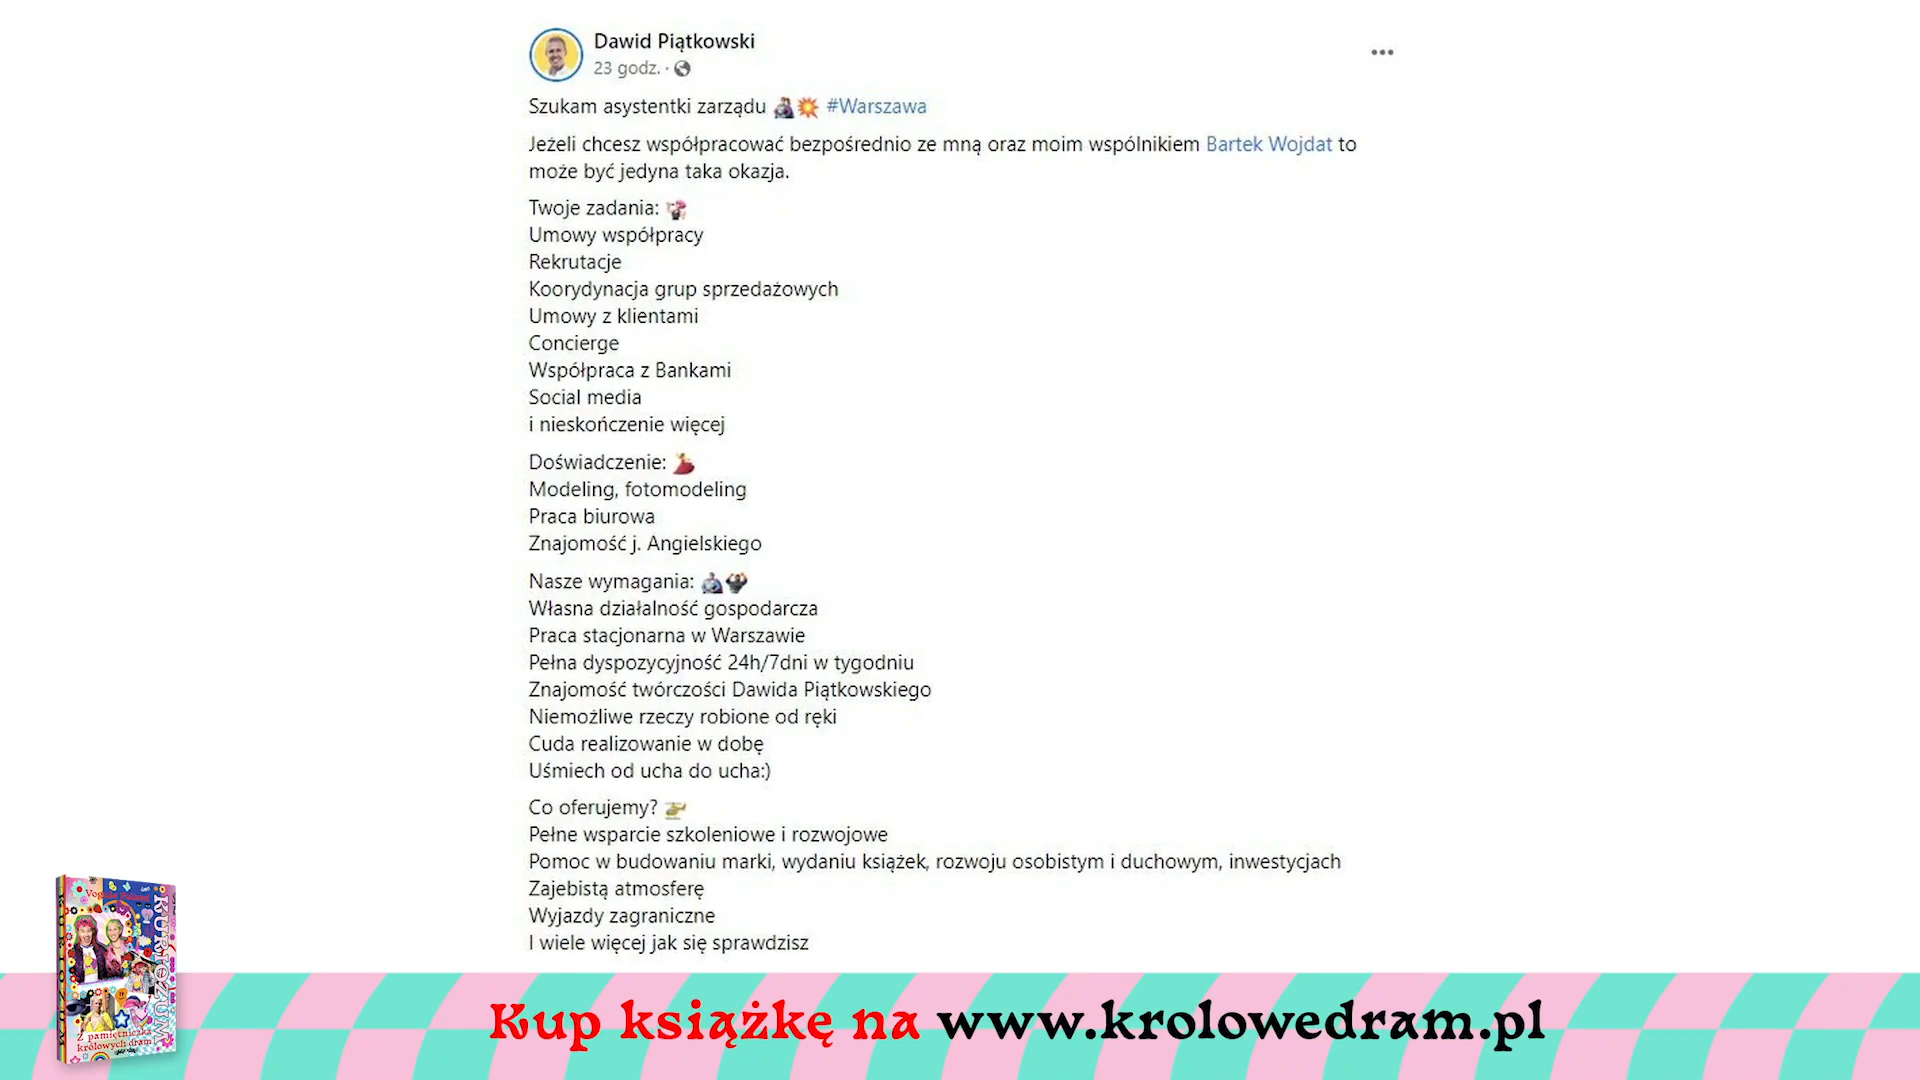 Dawid Piątkowski
23 godz. ·
Szukam asystentki zarządu #Warszawa
Jeżeli chcesz współpracować bezpośrednio ze mną oraz moim wspólnikiem Bartek Wojdat to
może być jedyna taka okazja.
Twoje zadania:
Umowy współpracy
Rekrutacje
Koorydynacja grup sprzedażowych
Umowy z klientami
Concierge
Współpraca z Bankami
Social media
i nieskończenie więcej
Doświadczenie:
Modeling, fotomodeling
Praca biurowa
Znajomość j. Angielskiego
Nasze wymagania:
Własna działalność gospodarcza
Praca stacjonarna w Warszawie
Pełna dyspozycyjność 24h/7dni w tygodniu
Znajomość twórczości Dawida Piątkowskiego
Niemożliwe rzeczy robione od ręki
Cuda realizowanie w dobę
Uśmiech od ucha do ucha:)
Co oferujemy?
Pełne wsparcie szkoleniowe i rozwojowe
Pomoc w budowaniu marki, wydaniu książek, rozwoju osobistym i duchowym, inwestycjach
Zajebistą atmosferę
Wyjazdy zagraniczne
I wiele więcej jak się sprawdzisz
Z pamiętniczka
królowych dram
Kup książkę na www.krolowedram.pl